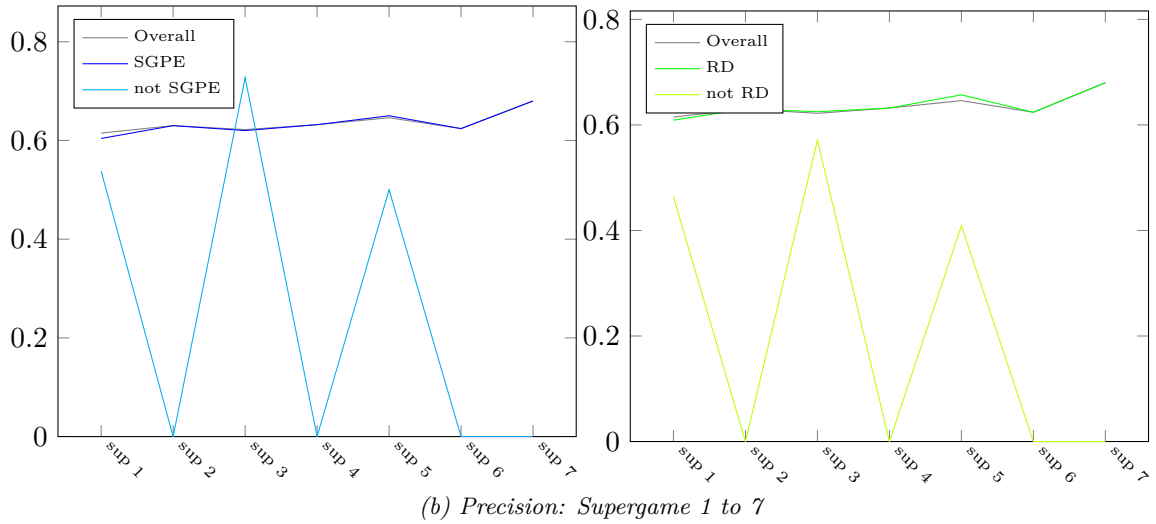 Overall
SGPE
not SGPE
0.8
0.6
0.4
0.2
0
sup 1
sup 2
sup 3
sup 4
sup 5
sup 6
sup 7
Overall
RD
not RD
0.8
0.6
0.4
0.2
0
sup 1
sup 2
sup 3
sup 4
sup 5
sup 6
sup 7
(b) Precision: Supergame 1 to 7